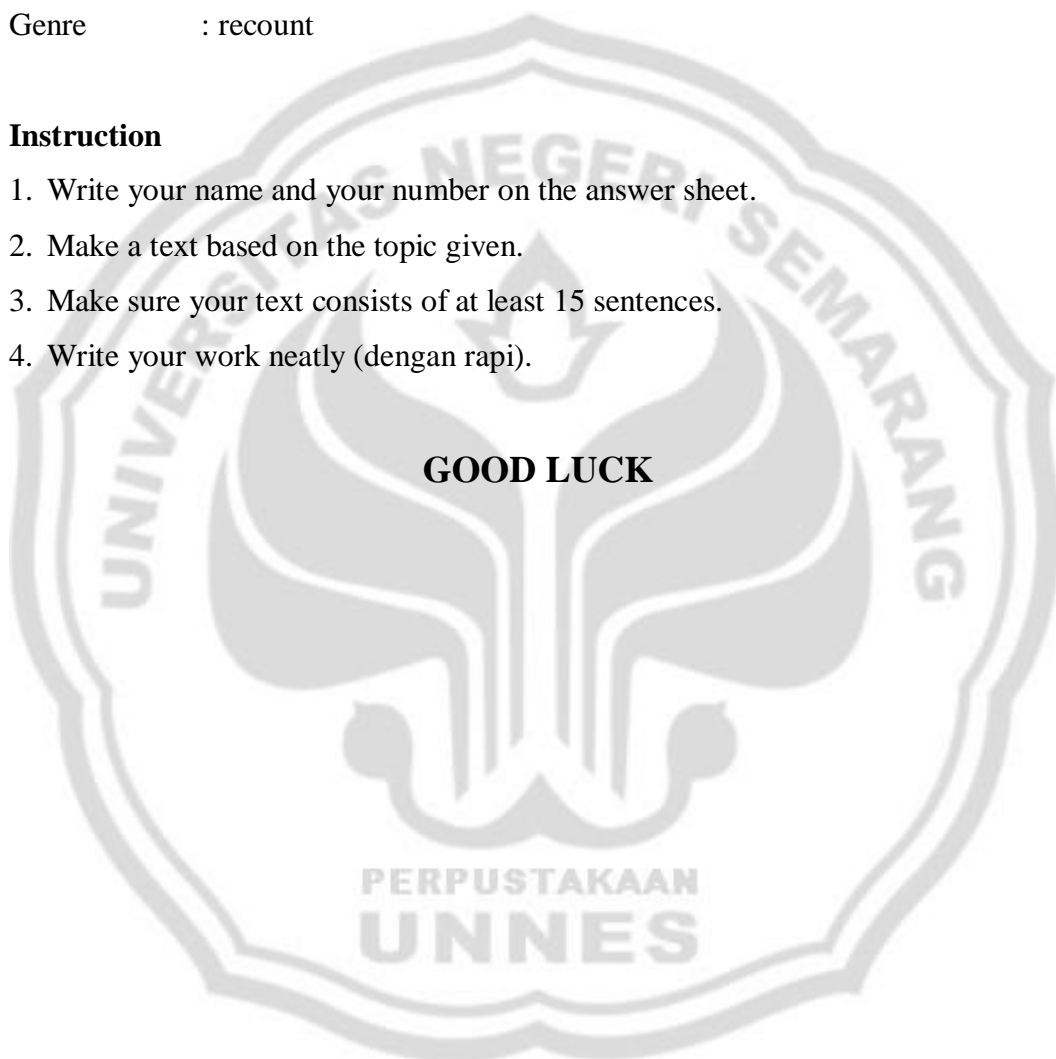 Genre : recount
Instruction
1. Write your name and your number on the answer sheet.
2. Make a text based on the topic given.
3. Make sure your text consists of at least 15 sentences.
4. Write your work neatly (dengan rapi).
GOOD LUCK
UNIVERSITAS NEGERI SEMARANG
PERPUSTAKAAN
UNNES